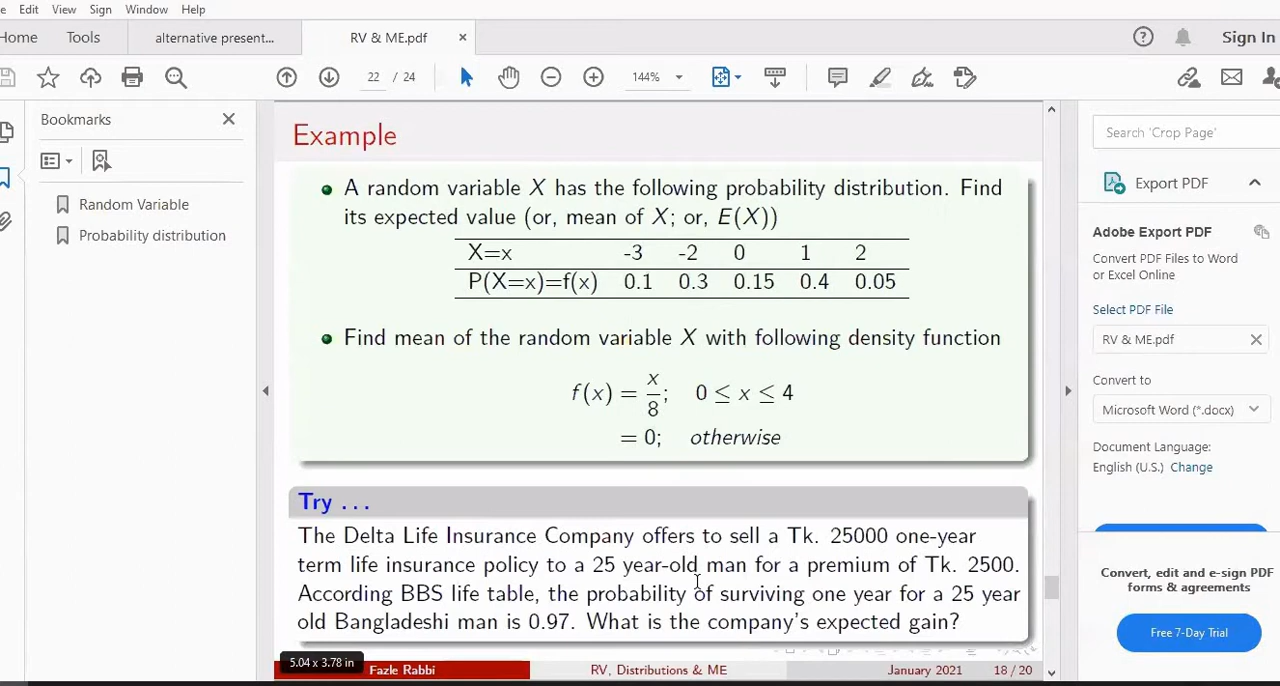 Edit View Sign Window Help
Home Tools alternative present... RV & ME.pdf × Sign In
22 / 24 144%
Bookmarks
Random Variable
Probability distribution
Example
A random variable X has the following probability distribution. Find
its expected value (or, mean of X; or, E(X))
X=x -3 -2 0 1 2
P(X=x)=f(x) 0.1 0.3 0.15 0.4 0.05
Find mean of the random variable X with following density function
f(x) = x/8; 0 ≤ x ≤ 4
= 0; otherwise
Try ...
The Delta Life Insurance Company offers to sell a Tk. 25000 one-year
term life insurance policy to a 25 year-old man for a premium of Tk. 2500.
According BBS life table, the probability of surviving one year for a 25 year
old Bangladeshi man is 0.97. What is the company's expected gain?
5.04 x 3.78 in
Fazle Rabbi RV, Distributions & ME January 2021 18 / 20
Search 'Crop Page'
Export PDF
Adobe Export PDF
Convert PDF Files to Word
or Excel Online
Select PDF File
RV & ME.pdf
Convert to
Microsoft Word (*.docx)
Document Language:
English (U.S.) Change
Convert, edit and e-sign PDF
forms & agreements
Free 7-Day Trial